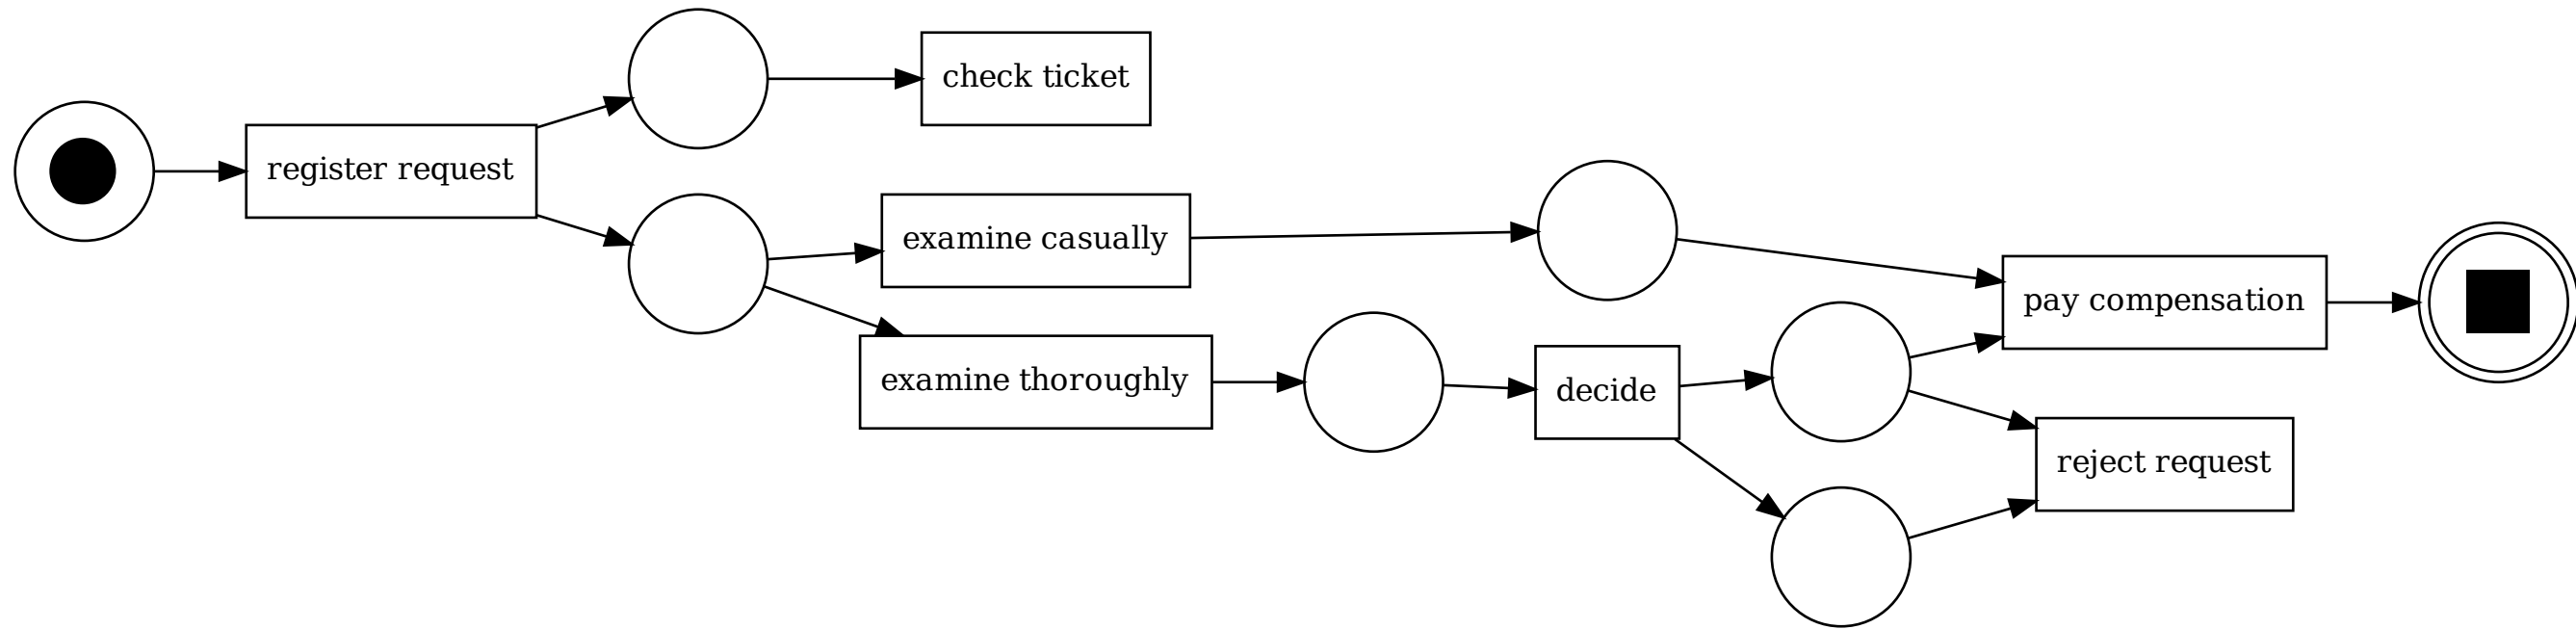 check ticket
register request
examine casually
pay compensation
examine thoroughly
decide
reject request